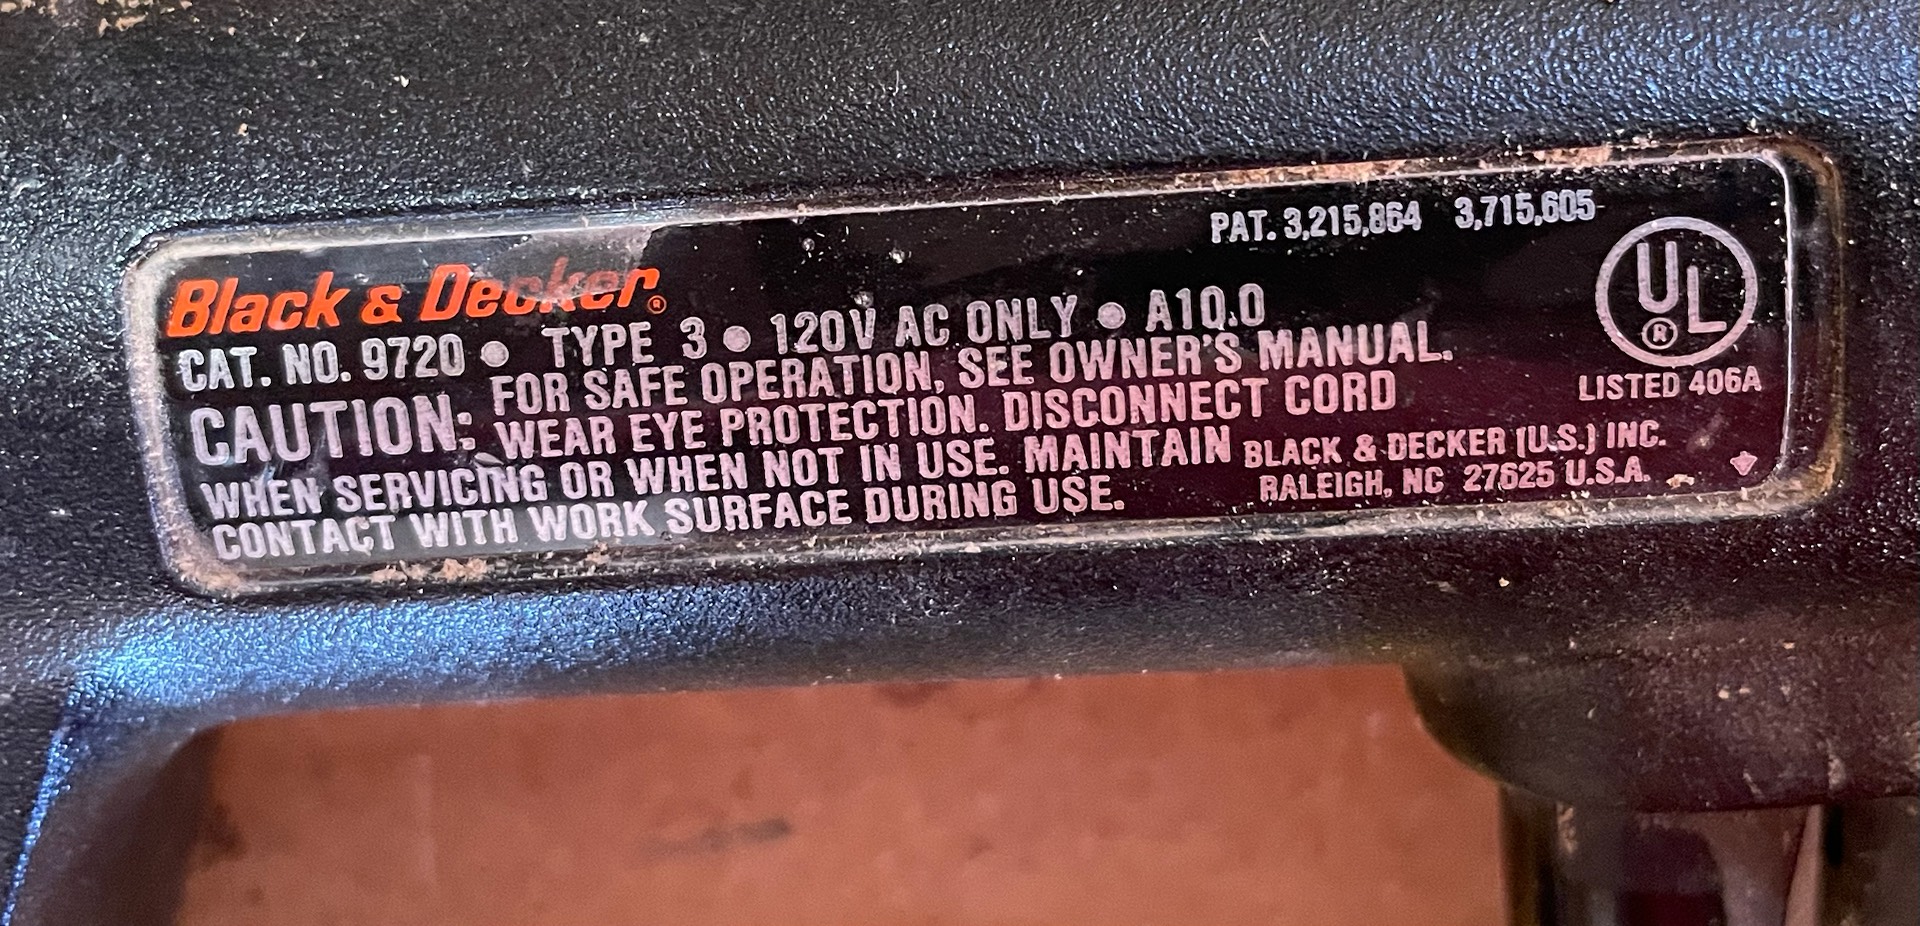 PAT. 3,215,864 3,715,605
Black & Decker®
CAT. NO. 9720 • TYPE 3 • 120V AC ONLY • A10.0
CAUTION: FOR SAFE OPERATION, SEE OWNER'S MANUAL.
WEAR EYE PROTECTION. DISCONNECT CORD
WHEN SERVICING OR WHEN NOT IN USE. MAINTAIN
CONTACT WITH WORK SURFACE DURING USE.
UL ®
LISTED 406A
BLACK & DECKER (U.S.) INC.
RALEIGH, NC 27625 U.S.A.